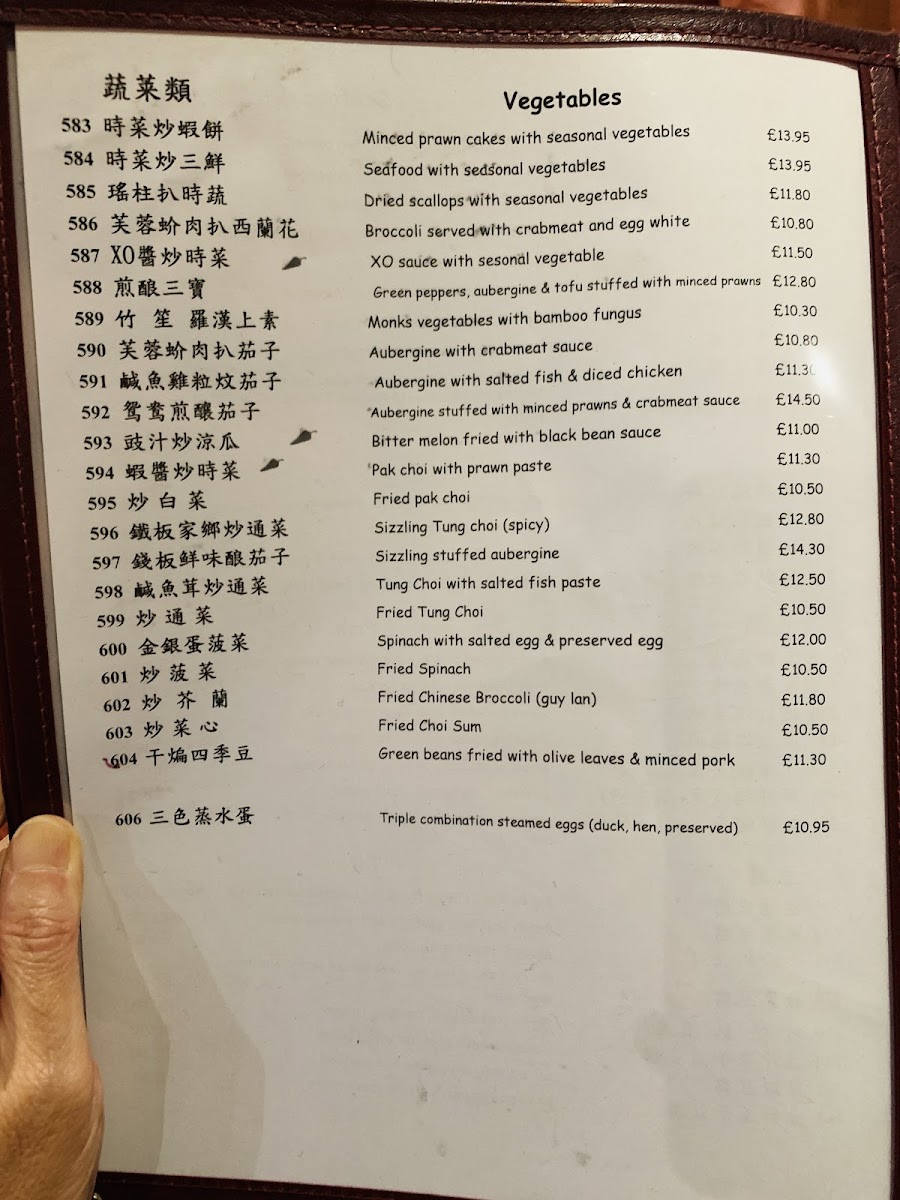 蔬菜類 Vegetables
583 時菜炒蝦餅 Minced prawn cakes with seasonal vegetables £13.95
584 時菜炒三鮮 Seafood with seasonal vegetables £13.95
585 瑤柱扒時蔬 Dried scallops with seasonal vegetables £11.80
586 芙蓉蚧肉扒西蘭花 Broccoli served with crabmeat and egg white £10.80
587 XO醬炒時菜 XO sauce with sesonal vegetable £11.50
588 煎酿三寶 Green peppers, aubergine & tofu stuffed with minced prawns £12.80
589 竹 笙 羅漢上素 Monks vegetables with bamboo fungus £10.30
590 芙蓉蚧肉扒茄子 Aubergine with crabmeat sauce £10.80
591 鹹魚雞粒炆茄子 Aubergine with salted fish & diced chicken
592 鸳鸯煎釀茄子 Aubergine stuffed with minced prawns & crabmeat sauce £14.50
593 豉汁炒涼瓜 Bitter melon fried with black bean sauce £11.00
594 蝦醬炒時菜 Pak choi with prawn paste £11.30
595 炒 白 菜 Fried pak choi £10.50
596 鐵板家鄉炒通菜 Sizzling Tung choi (spicy) £12.80
597 錢板鲜味酿茄子 Sizzling stuffed aubergine £14.30
598 鹹魚茸炒通菜 Tung Choi with salted fish paste £12.50
599 炒 通 菜 Fried Tung Choi £10.50
600 金銀蛋菠菜 Spinach with salted egg & preserved egg £12.00
601 炒 菠 菜 Fried Spinach £10.50
602 炒 芥 蘭 Fried Chinese Broccoli (guy lan) £11.80
603 炒 菜 心 Fried Choi Sum £10.50
604 干煸四季豆 Green beans fried with olive leaves & minced pork £11.30
606 三色蒸水蛋 Triple combination steamed eggs (duck, hen, preserved) £10.95